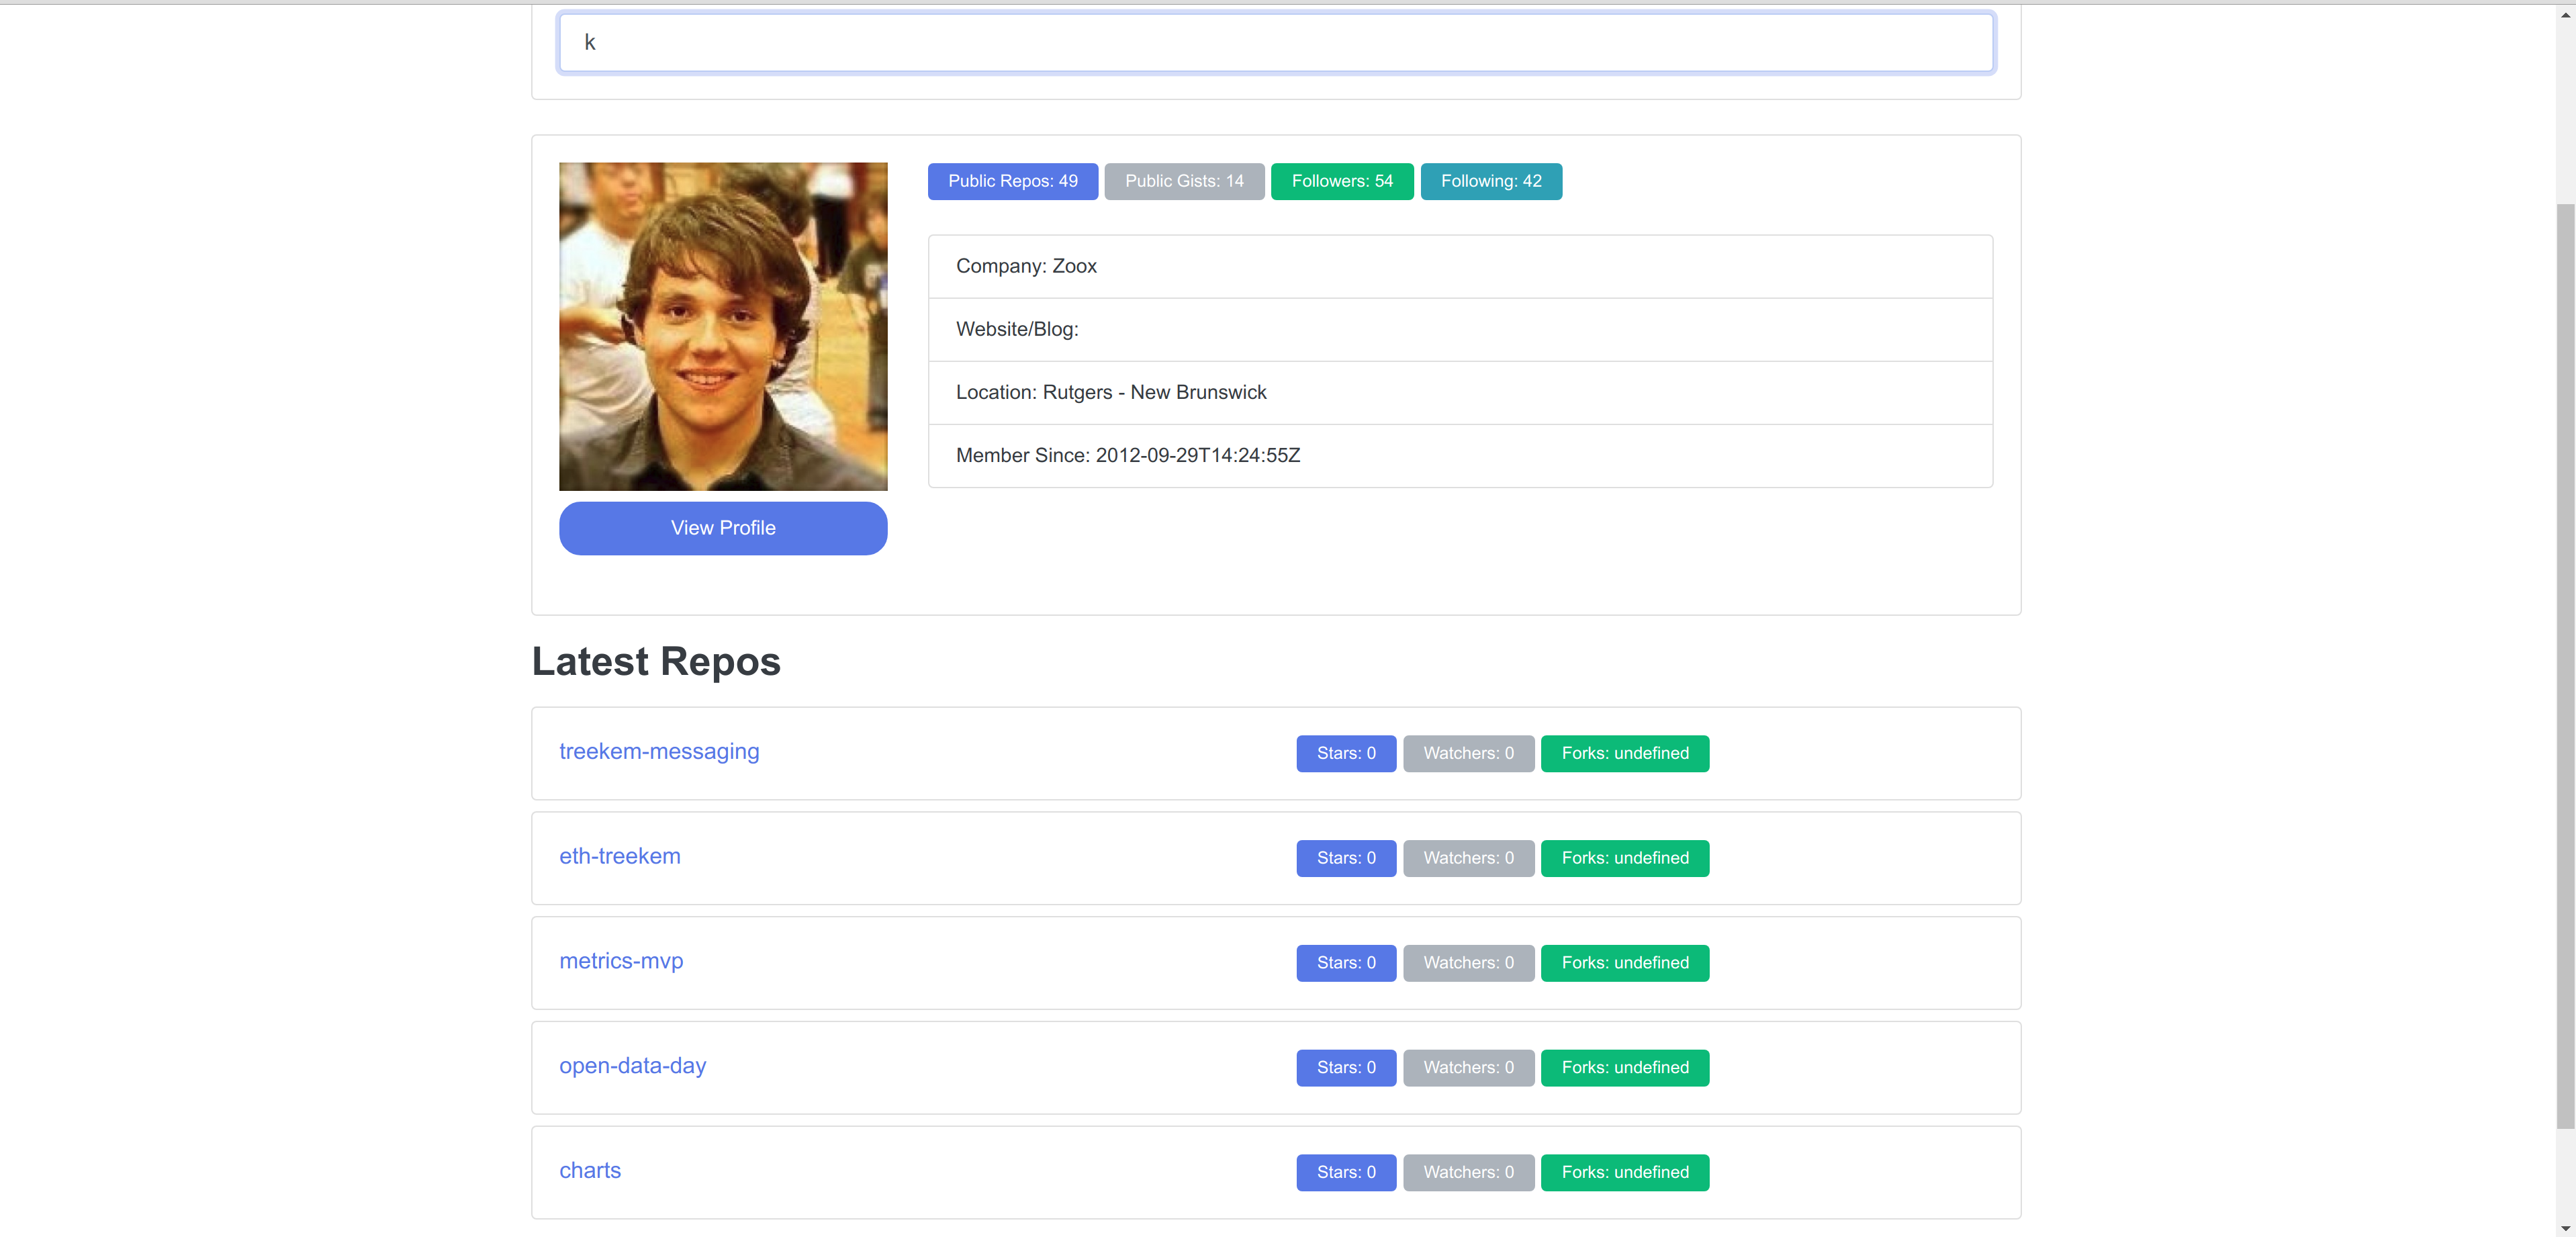 k
Public Repos: 49 Public Gists: 14 Followers: 54 Following: 42
Company: Zoox
Website/Blog:
Location: Rutgers - New Brunswick
Member Since: 2012-09-29T14:24:55Z
View Profile
Latest Repos
treekem-messaging Stars: 0 Watchers: 0 Forks: undefined
eth-treekem Stars: 0 Watchers: 0 Forks: undefined
metrics-mvp Stars: 0 Watchers: 0 Forks: undefined
open-data-day Stars: 0 Watchers: 0 Forks: undefined
charts Stars: 0 Watchers: 0 Forks: undefined